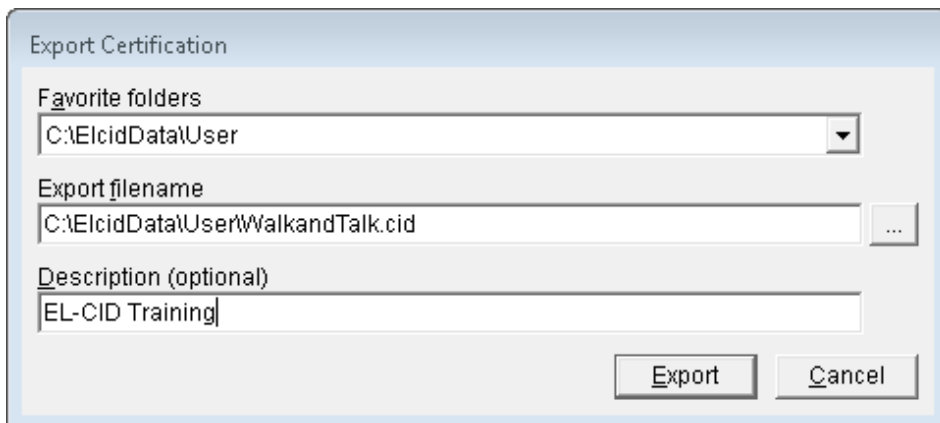 Export Certification
Favorite folders
C:\ElcidData\User
Export filename
C:\ElcidData\User\WalkandTalk.cid
...
Description (optional)
EL-CID Training
Export
Cancel